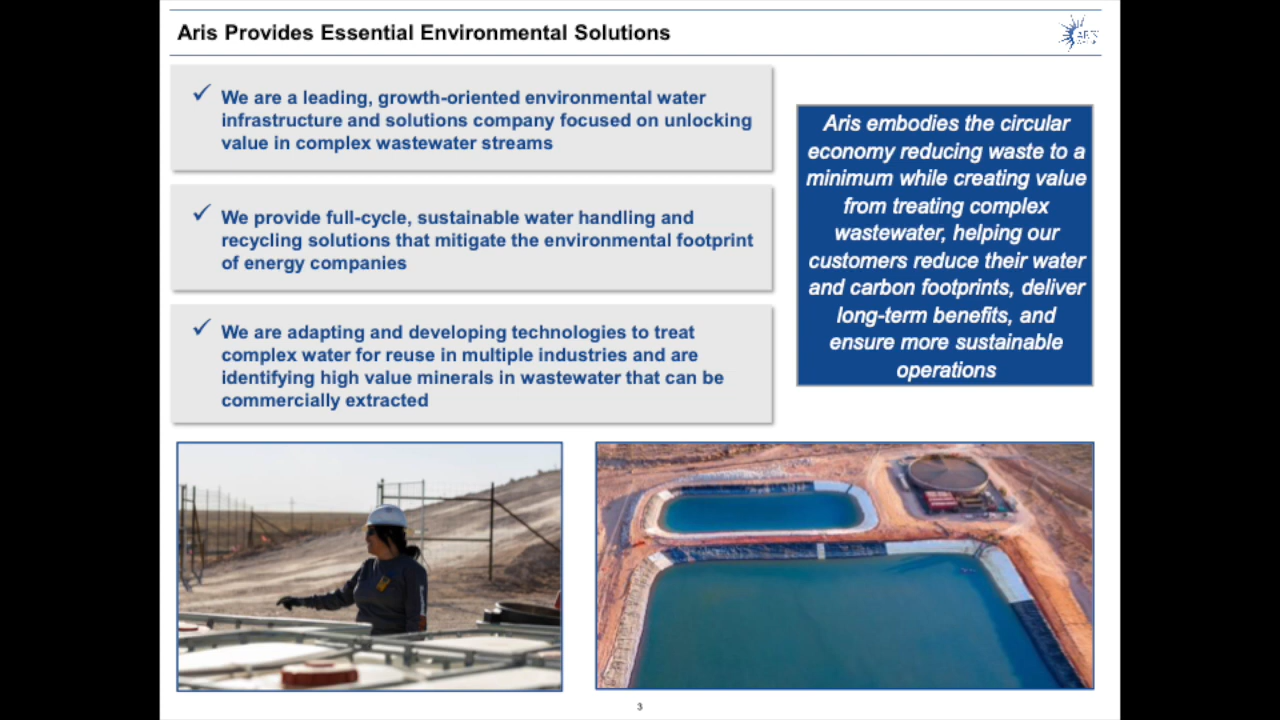 Aris Provides Essential Environmental Solutions
ARIS
✓ We are a leading, growth-oriented environmental water
infrastructure and solutions company focused on unlocking
value in complex wastewater streams
✓ We provide full-cycle, sustainable water handling and
recycling solutions that mitigate the environmental footprint
of energy companies
✓ We are adapting and developing technologies to treat
complex water for reuse in multiple industries and are
identifying high value minerals in wastewater that can be
commercially extracted
Aris embodies the circular
economy reducing waste to a
minimum while creating value
from treating complex
wastewater, helping our
customers reduce their water
and carbon footprints, deliver
long-term benefits, and
ensure more sustainable
operations
3